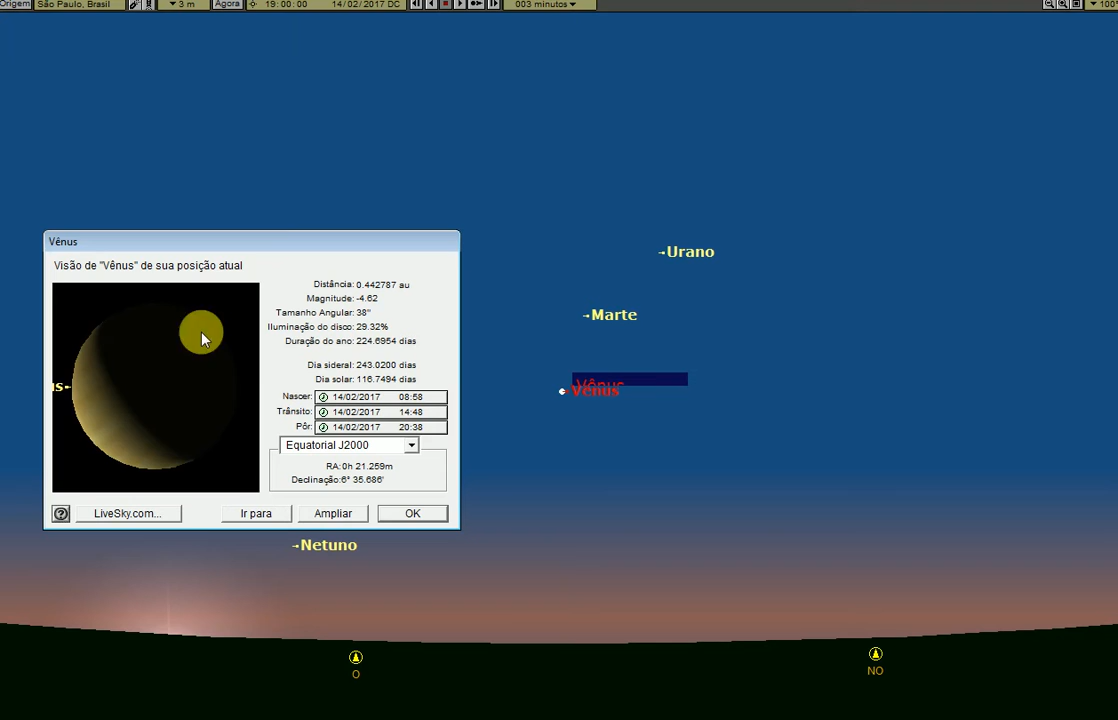 Origem São Paulo, Brasil 3 m Agora 19:00:00 14/02/2017 DC 003 minutos 100°
Urano
Marte
Vênus
Vênus
Vênus
Visão de "Vênus" de sua posição atual
Distância: 0.442787 au
Magnitude: -4.62
Tamanho Angular: 38"
Iluminação do disco: 29.32%
Duração do ano: 224.6954 dias
Dia sideral: 243.0200 dias
Dia solar: 116.7494 dias
us
Nascer: 14/02/2017 08:58
Trânsito: 14/02/2017 14:48
Pôr: 14/02/2017 20:38
Equatorial J2000
RA: 0h 21.259m
Declinação: 6° 35.686'
? LiveSky.com... Ir para Ampliar OK
Netuno
O
NO